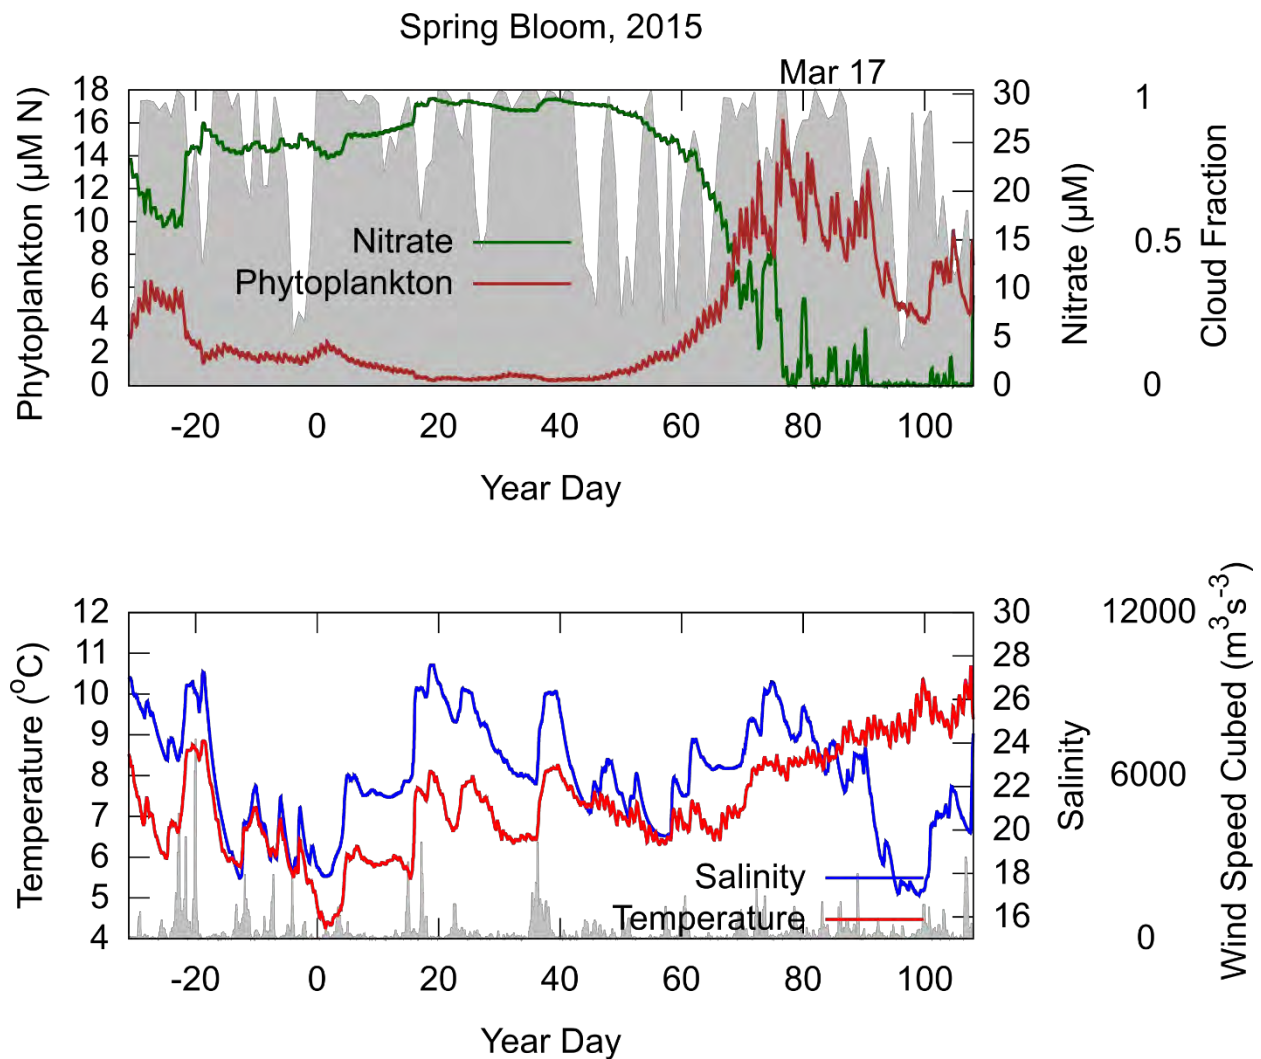 Spring Bloom, 2015
Mar 17
Phytoplankton (µM N)
18
16
14
12
10
8
6
4
2
0
Nitrate
Phytoplankton
30
25
20
15
10
5
0
Nitrate (µM)
1
0.5
0
Cloud Fraction
-20 0 20 40 60 80 100
Year Day
Temperature (°C)
12
11
10
9
8
7
6
5
4
Salinity
Temperature
30
28
26
24
22
20
18
16
Salinity
12000
6000
0
Wind Speed Cubed (m³s⁻³)
-20 0 20 40 60 80 100
Year Day